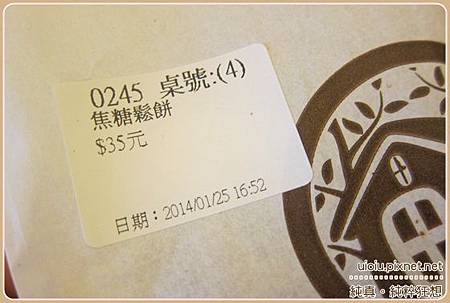 0245 桌號:(4)
焦糖鬆餅
$35元
日期：2014/01/25 16:52
uioiu.pixnet.net
純真。純粹狂想